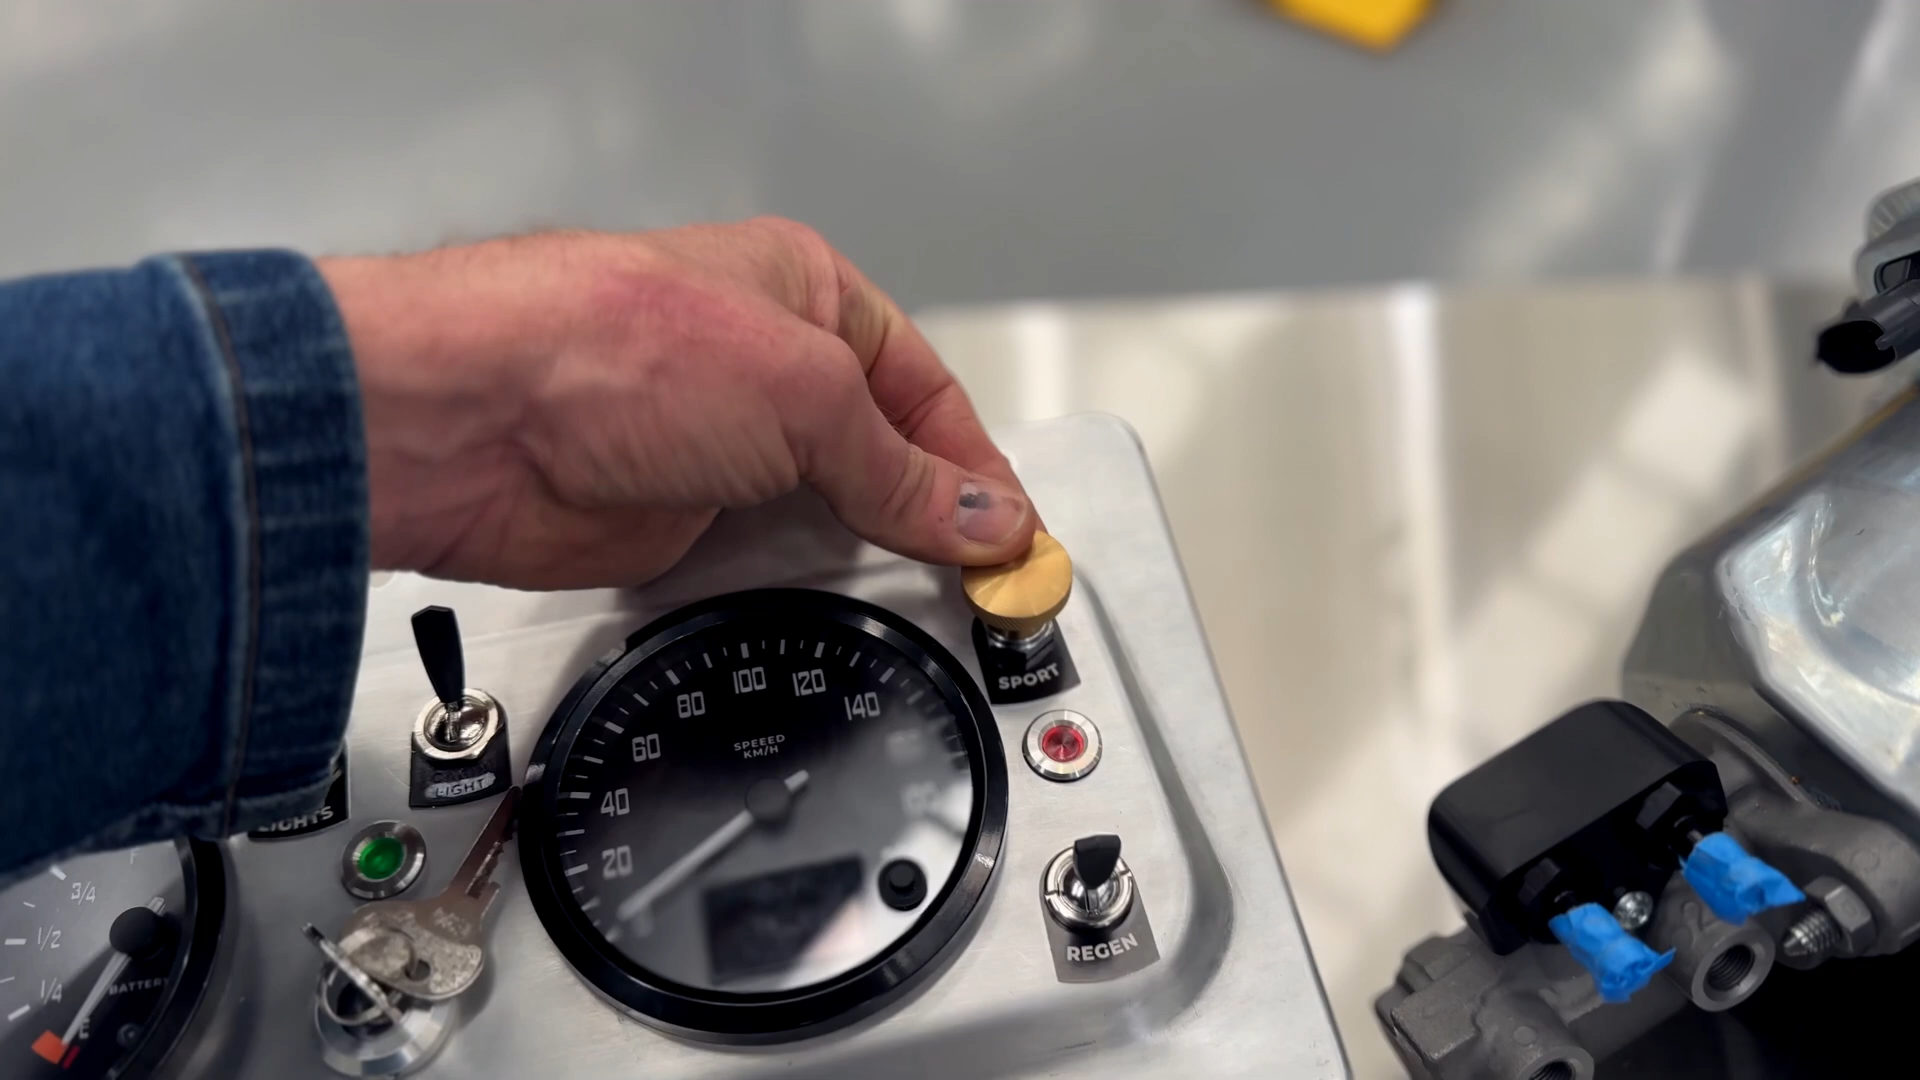 SPORT
100
120
80
140
SPEEED
KM/H
60
LIGHT
40
LIGHTS
20
F
3/4
1/2
REGEN
BATTERY
1/4
E